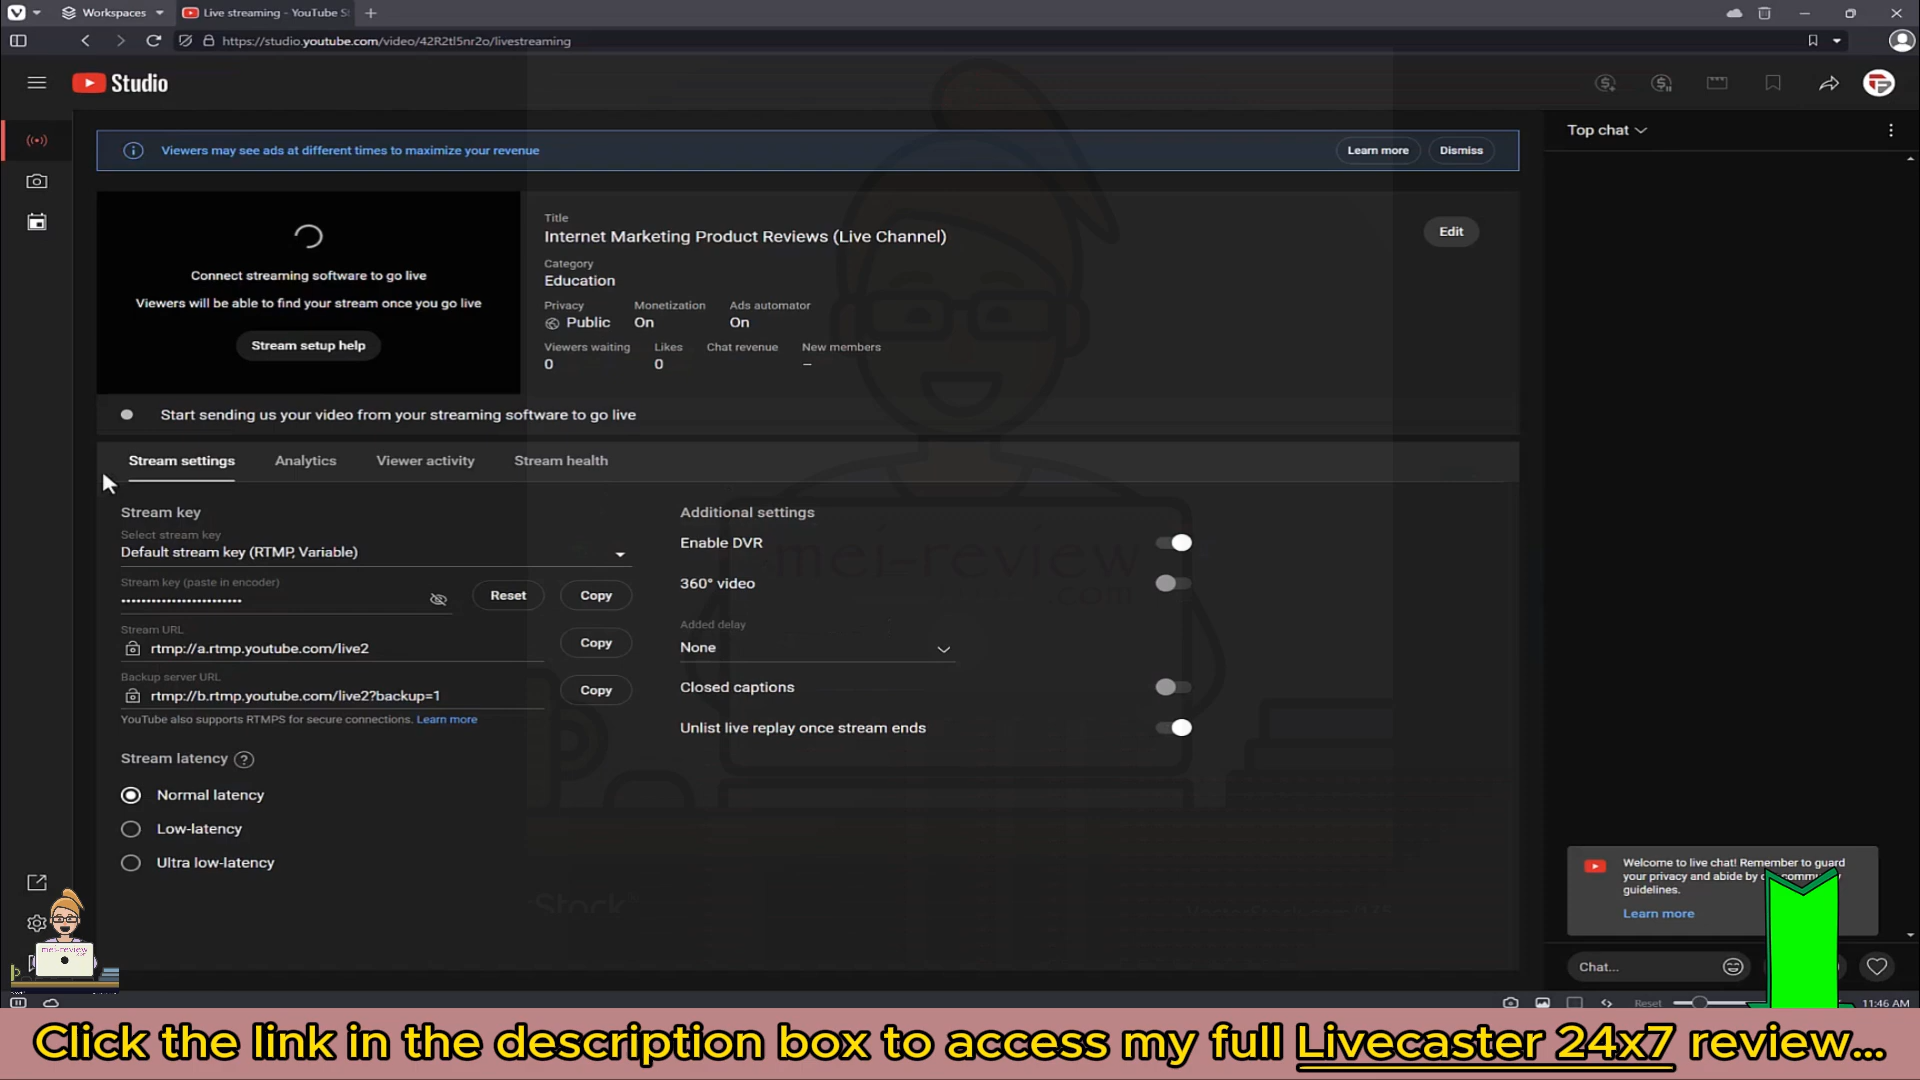 Workspaces
Live streaming - YouTube S
https://studio.youtube.com/video/42R2tl5nr2o/livestreaming
Studio
Viewers may see ads at different times to maximize your revenue
Learn more
Dismiss
Top chat
Connect streaming software to go live
Viewers will be able to find your stream once you go live
Stream setup help
Title
Internet Marketing Product Reviews (Live Channel)
Edit
Category
Education
Privacy Monetization Ads automator
Public On On
Viewers waiting Likes Chat revenue New members
0 0 –
Start sending us your video from your streaming software to go live
Stream settings Analytics Viewer activity Stream health
Stream key
Select stream key
Default stream key (RTMP, Variable)
Stream key (paste in encoder)
••••••••••••••••••••••••
Reset
Copy
Stream URL
rtmp://a.rtmp.youtube.com/live2
Copy
Backup server URL
rtmp://b.rtmp.youtube.com/live2?backup=1
Copy
YouTube also supports RTMPS for secure connections. Learn more
Stream latency
Normal latency
Low-latency
Ultra low-latency
Additional settings
Enable DVR
360° video
Added delay
None
Closed captions
Unlist live replay once stream ends
mei-review
.com
Stock
Welcome to live chat! Remember to guard
your privacy and abide by our community
guidelines.
Learn more
Chat...
mei-review
Reset
11:46 AM
Click the link in the description box to access my full Livecaster 24x7 review...